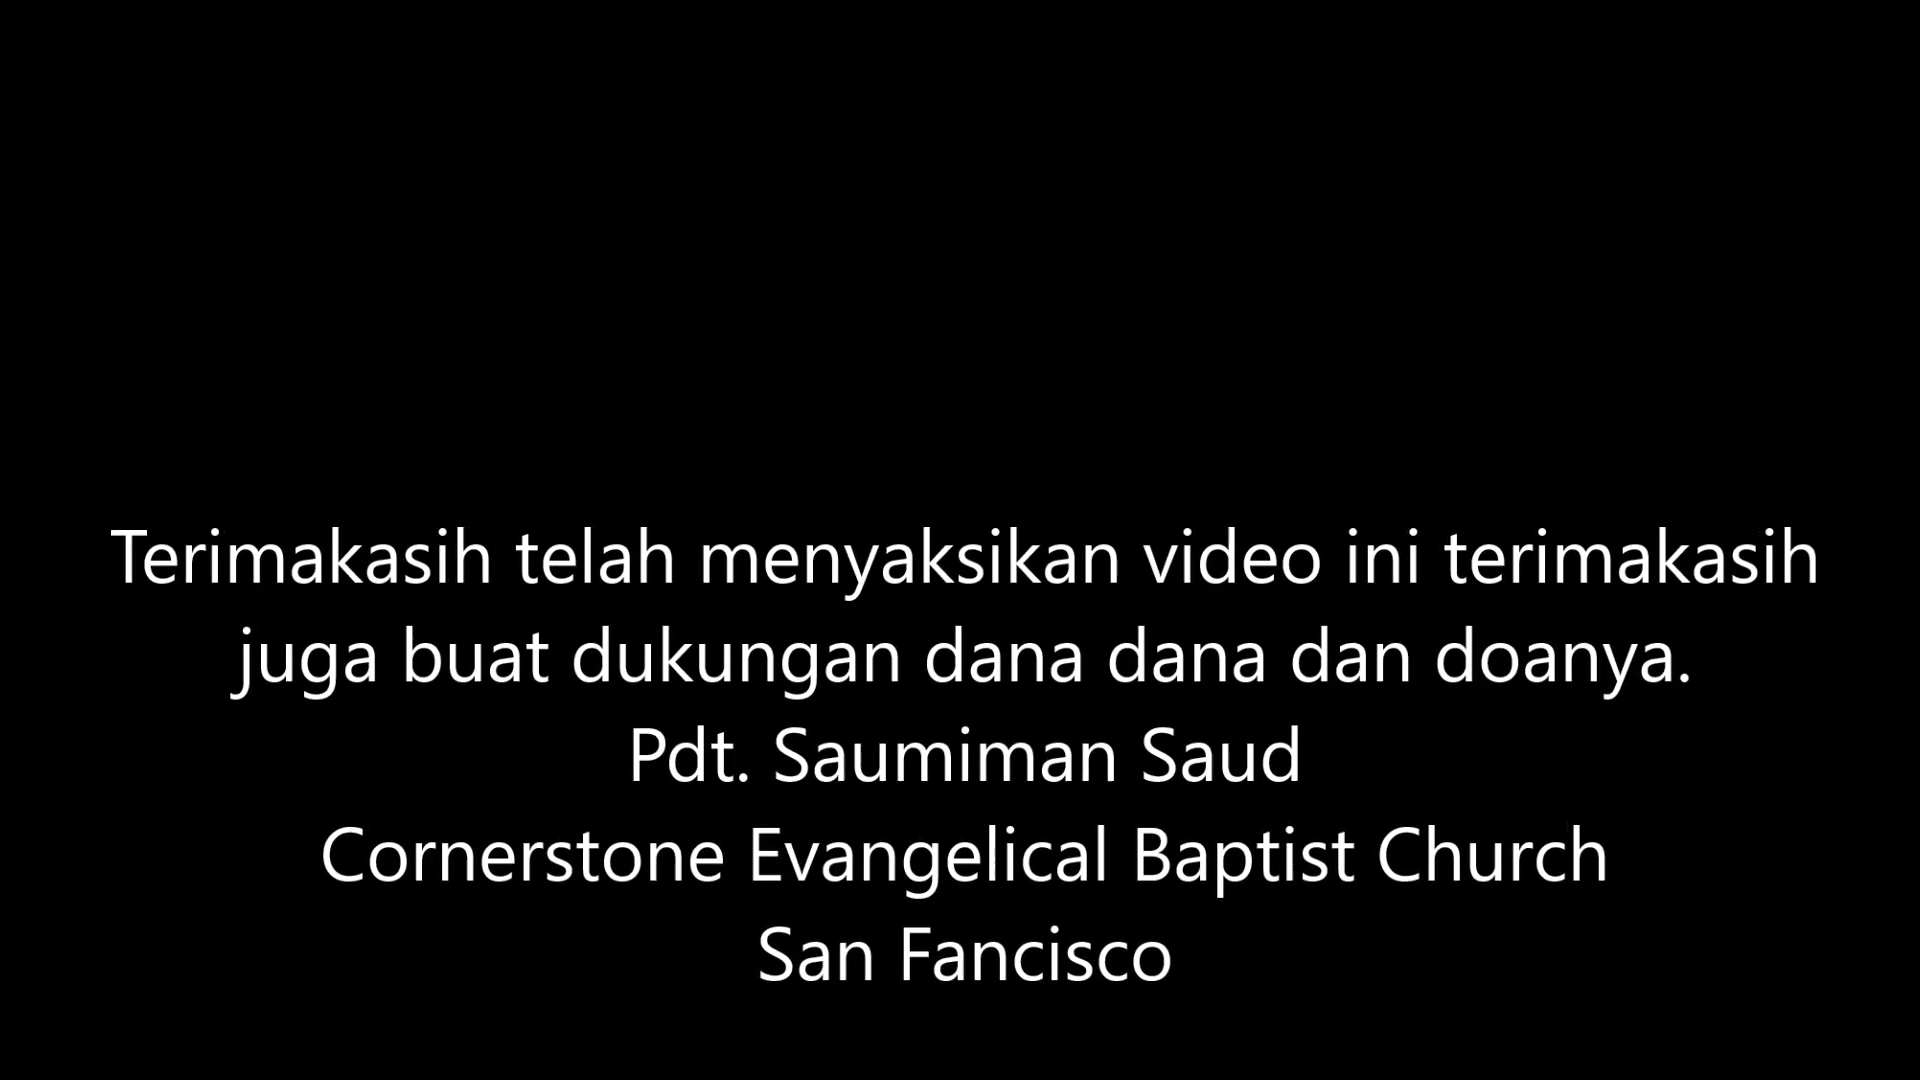 Terimakasih telah menyaksikan video ini terimakasih
juga buat dukungan dana dana dan doanya.
Pdt. Saumiman Saud
Cornerstone Evangelical Baptist Church
San Fancisco